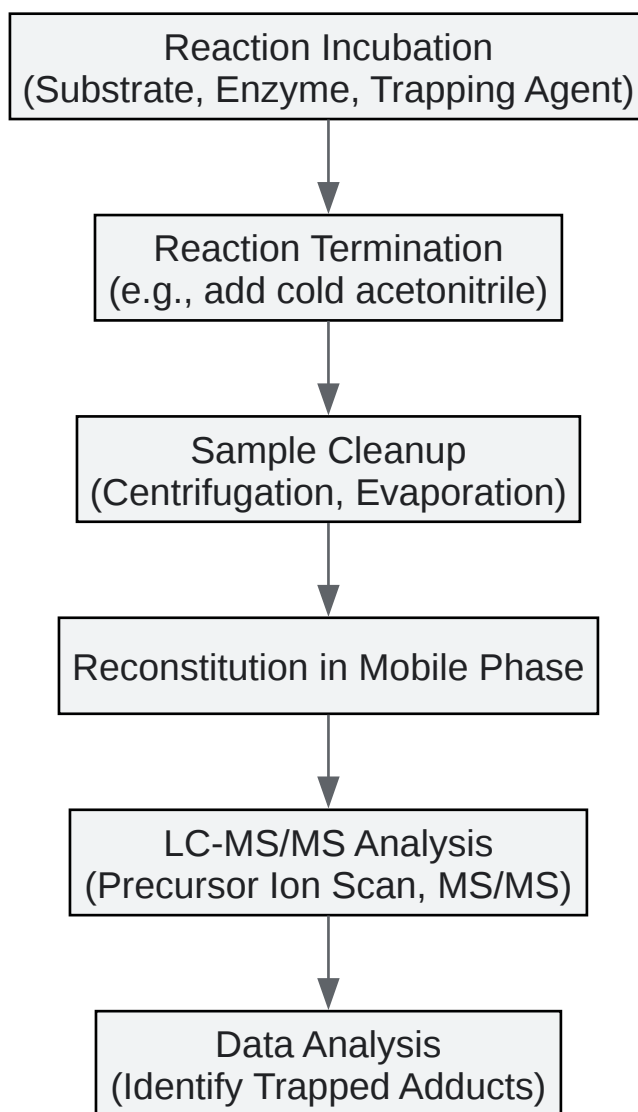 Reaction Incubation
(Substrate, Enzyme, Trapping Agent)
Reaction Termination
(e.g., add cold acetonitrile)
Sample Cleanup
(Centrifugation, Evaporation)
Reconstitution in Mobile Phase
LC-MS/MS Analysis
(Precursor Ion Scan, MS/MS)
Data Analysis
(Identify Trapped Adducts)